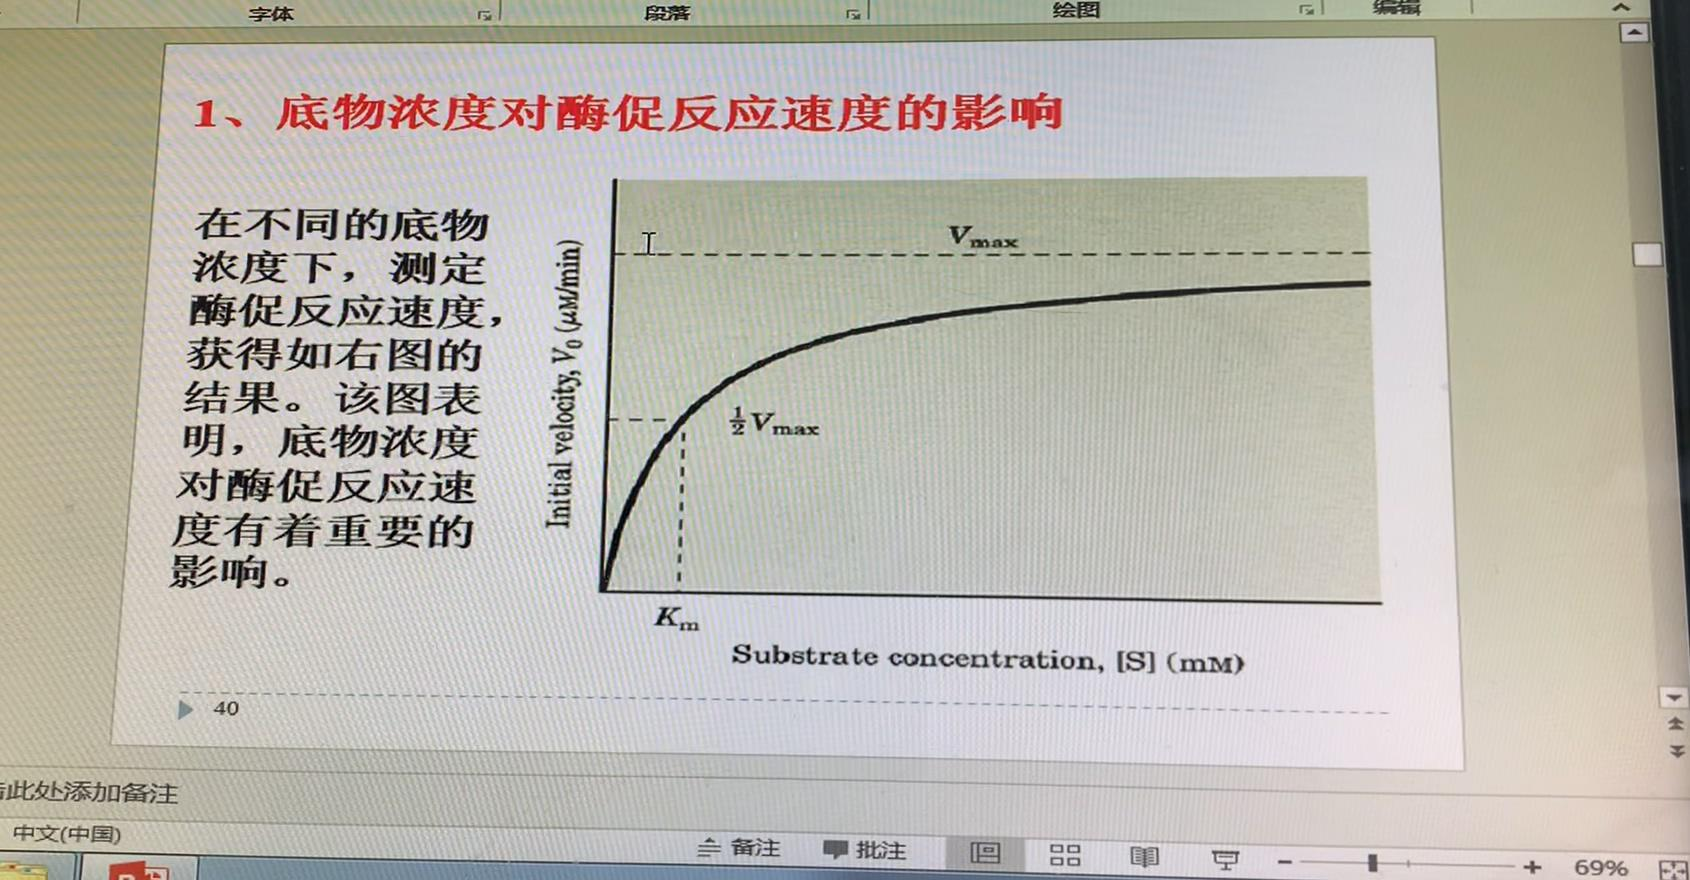 字体
段落
绘图
编辑
1、底物浓度对酶促反应速度的影响
在不同的底物
浓度下，测定
酶促反应速度，
获得如右图的
结果。该图表
明，底物浓度
对酶促反应速
度有着重要的
影响。
Initial velocity, V₀ (μM/min)
Vmax
½ Vmax
Km
Substrate concentration, [S] (mM)
40
此处添加备注
中文(中国)
备注
批注
69%